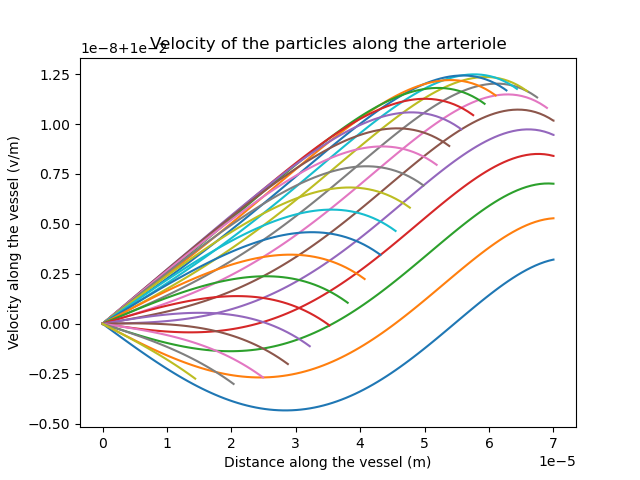 Velocity of the particles along the arteriole
1e−8+1e−2
1.25
1.00
0.75
0.50
0.25
0.00
−0.25
−0.50
Velocity along the vessel (v/m)
0 1 2 3 4 5 6 7
1e−5
Distance along the vessel (m)